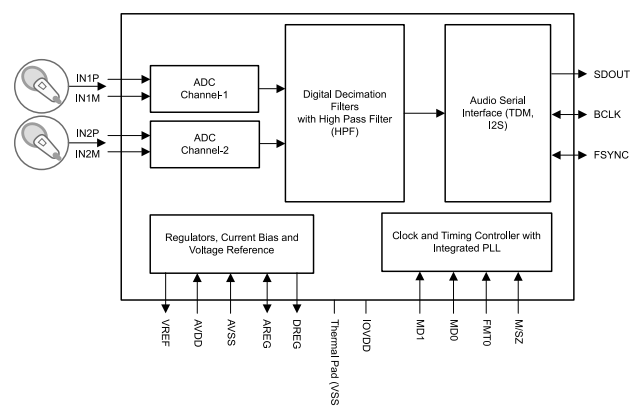 IN1P
IN1M
IN2P
IN2M
ADC
Channel-1
ADC
Channel-2
Digital Decimation
Filters
with High Pass Filter
(HPF)
Audio Serial
Interface (TDM,
I2S)
SDOUT
BCLK
FSYNC
Regulators, Current Bias and
Voltage Reference
Clock and Timing Controller with
Integrated PLL
VREF
AVDD
AVSS
AREG
DREG
Thermal Pad (VSS
IOVDD
MD1
MD0
FMT0
M/SZ